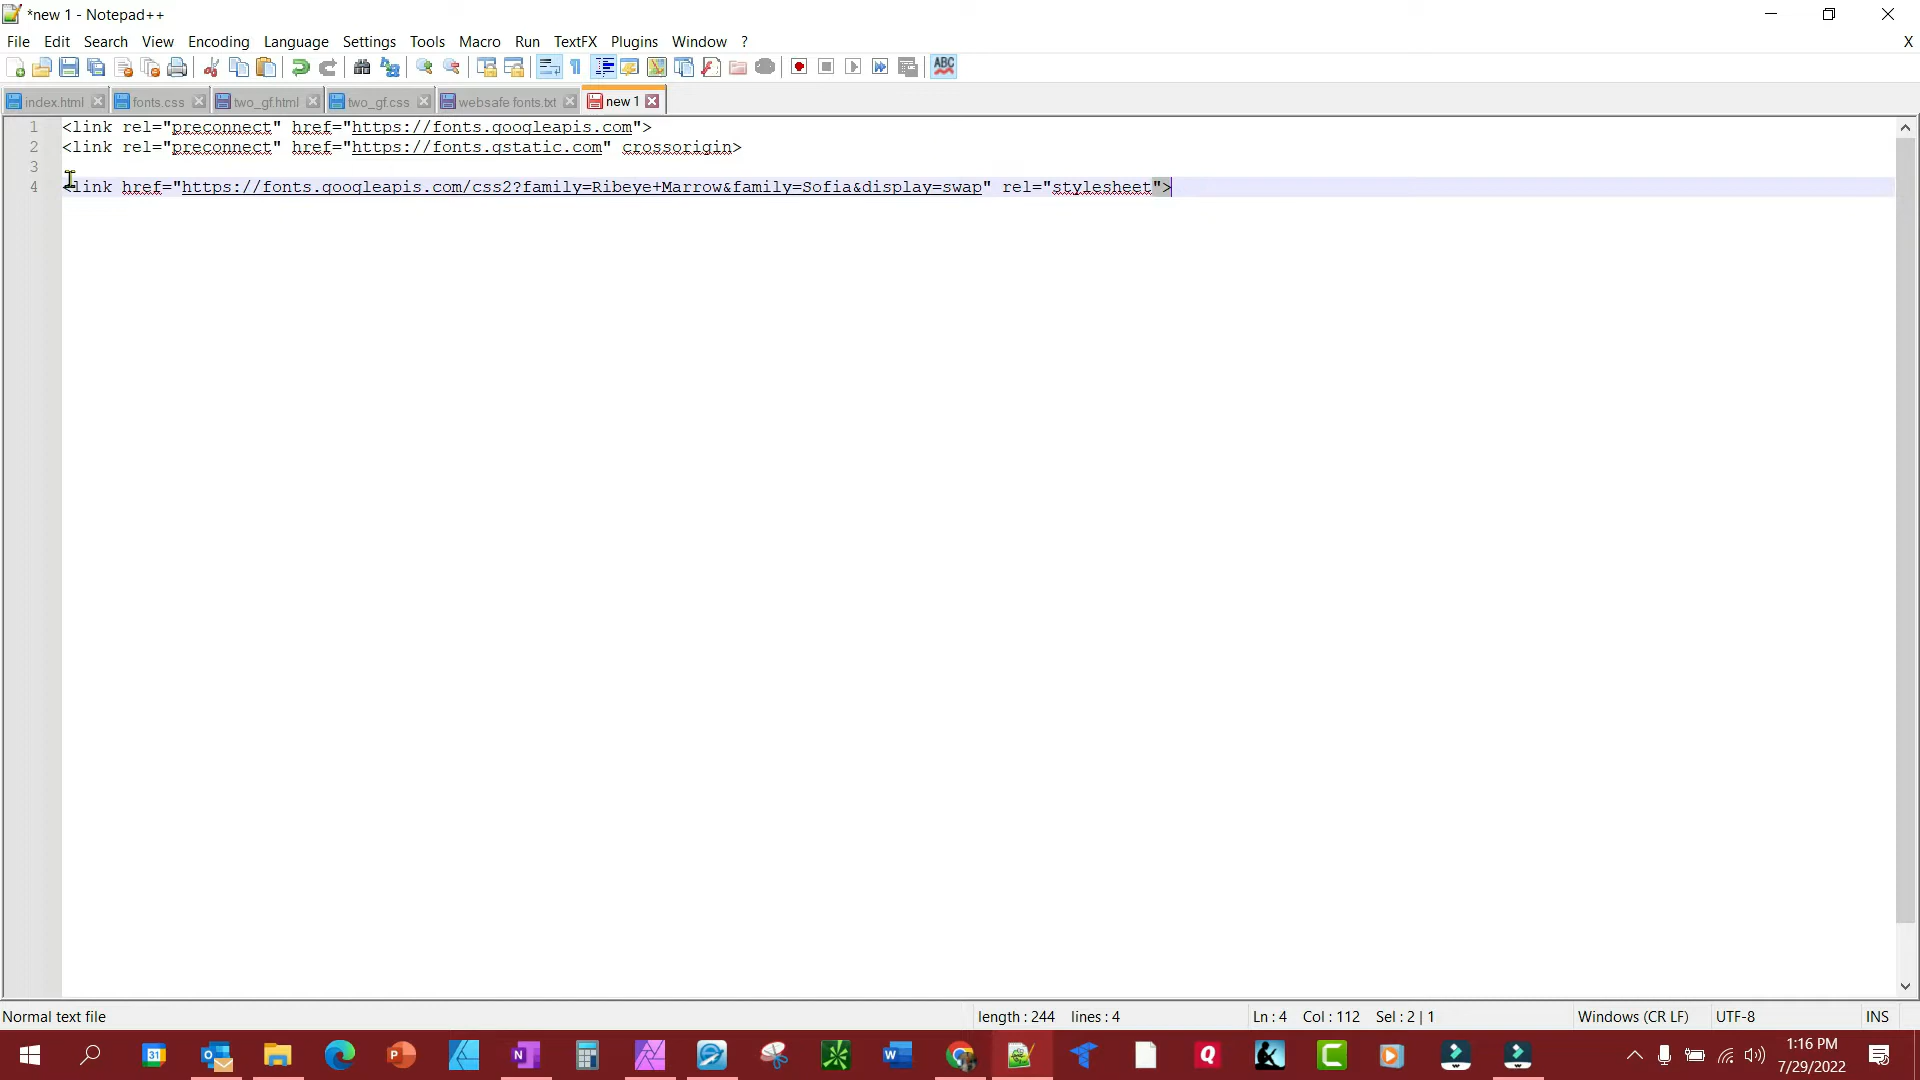 *new 1 - Notepad++
File Edit Search View Encoding Language Settings Tools Macro Run TextFX Plugins Window ? X
ABC
index.html fonts.css two_gf.html two_gf.css websafe fonts.txt new 1
1 <link rel="preconnect" href="https://fonts.googleapis.com">
2 <link rel="preconnect" href="https://fonts.gstatic.com" crossorigin>
3
4 <link href="https://fonts.googleapis.com/css2?family=Ribeye+Marrow&family=Sofia&display=swap" rel="stylesheet">
Normal text file length : 244 lines : 4 Ln : 4 Col : 112 Sel : 2 | 1 Windows (CR LF) UTF-8 INS
31 P N W Q C 1:16 PM
7/29/2022